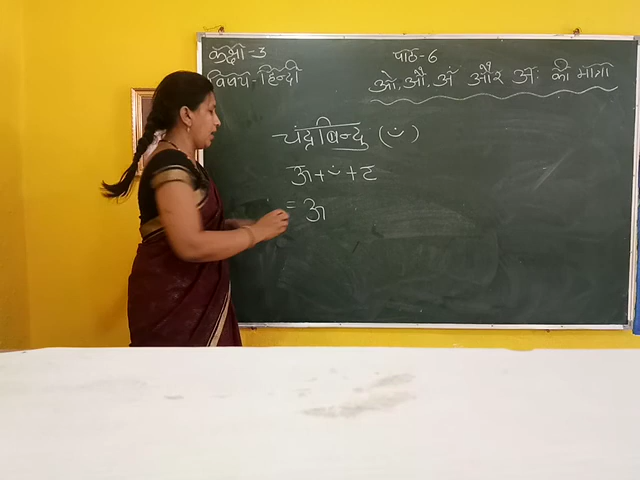 कक्षा-3
विषय-हिन्दी
पाठ-6
ओ, औ, अं और अः की मात्रा
चंद्रबिन्दु (ँ)
ऊ+ँ+ट
= ऊ